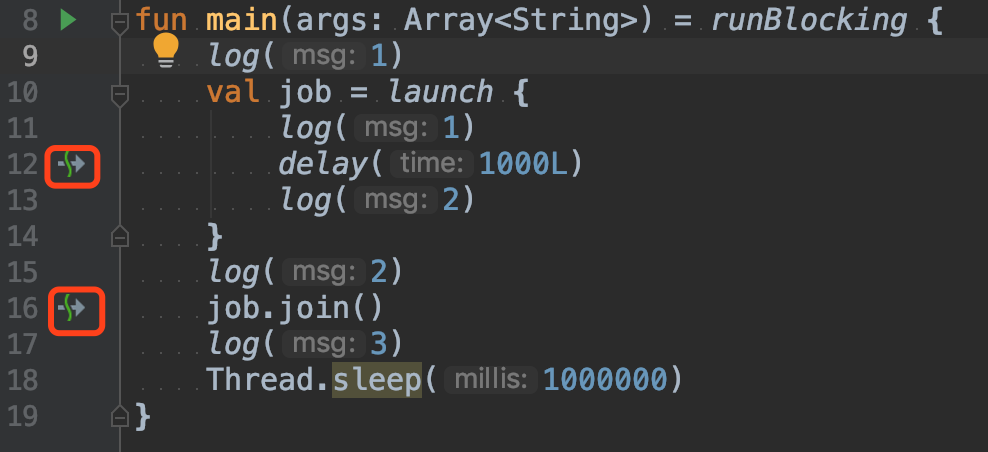 8 fun main(args: Array<String>) = runBlocking {
9 log( msg: 1)
10 val job = launch {
11 log( msg: 1)
12 delay( time: 1000L)
13 log( msg: 2)
14 }
15 log( msg: 2)
16 job.join()
17 log( msg: 3)
18 Thread.sleep( millis: 1000000)
19 }